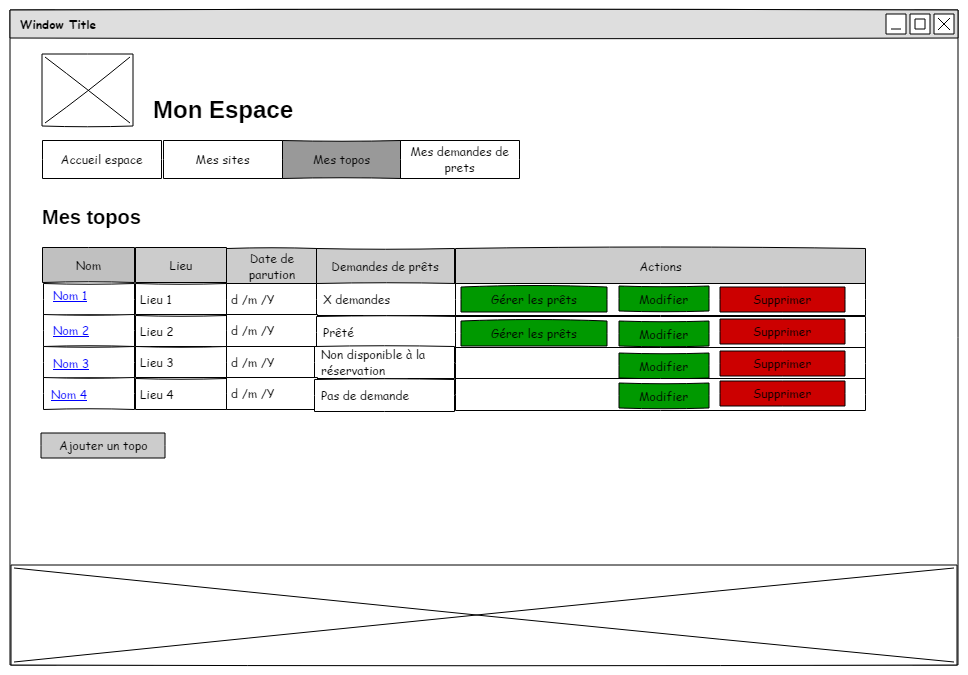 Window Title
Mon Espace
Accueil espace
Mes sites
Mes topos
Mes demandes de
prets
Mes topos
Nom
Lieu
Date de
parution
Demandes de prêts
Actions
Nom 1
Lieu 1
d /m /Y
X demandes
Gérer les prêts
Modifier
Supprimer
Nom 2
Lieu 2
d /m /Y
Prêté
Gérer les prêts
Modifier
Supprimer
Nom 3
Lieu 3
d /m /Y
Non disponible à la
réservation
Modifier
Supprimer
Nom 4
Lieu 4
d /m /Y
Pas de demande
Modifier
Supprimer
Ajouter un topo